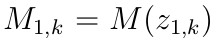 M_{1,k} = M(z_{1,k})